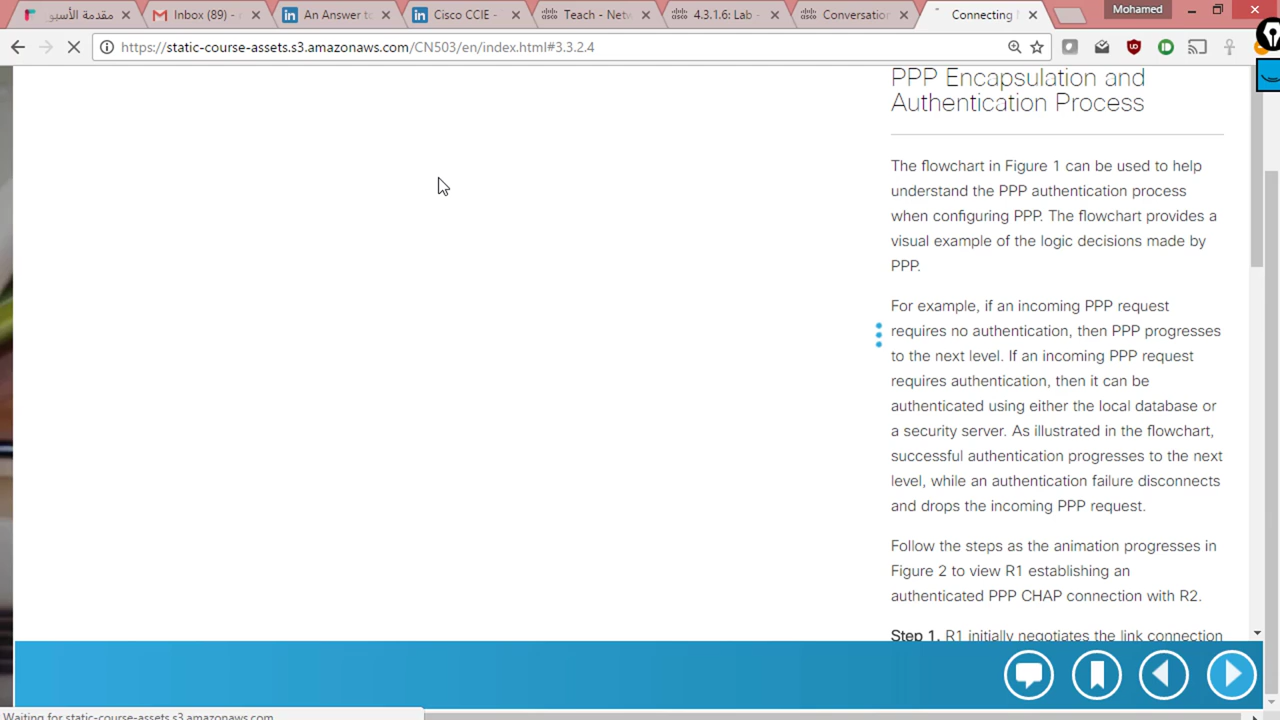 Mohamed
مقدمة الأسبو
Inbox (89) -
An Answer to
Cisco CCIE -
Teach - Netw
4.3.1.6: Lab -
Conversation
Connecting
https://static-course-assets.s3.amazonaws.com/CN503/en/index.html#3.3.2.4
PPP Encapsulation and
Authentication Process
The flowchart in Figure 1 can be used to help
understand the PPP authentication process
when configuring PPP. The flowchart provides a
visual example of the logic decisions made by
PPP.
For example, if an incoming PPP request
requires no authentication, then PPP progresses
to the next level. If an incoming PPP request
requires authentication, then it can be
authenticated using either the local database or
a security server. As illustrated in the flowchart,
successful authentication progresses to the next
level, while an authentication failure disconnects
and drops the incoming PPP request.
Follow the steps as the animation progresses in
Figure 2 to view R1 establishing an
authenticated PPP CHAP connection with R2.
Step 1. R1 initially negotiates the link connection
Waiting for static-course-assets.s3.amazonaws.com